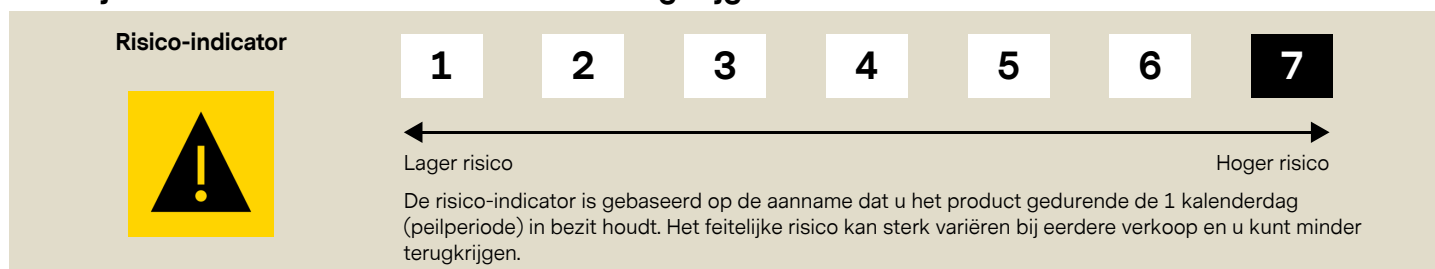 Risico-indicator
1 2 3 4 5 6 7
Lager risico Hoger risico
De risico-indicator is gebaseerd op de aanname dat u het product gedurende de 1 kalenderdag
(peilperiode) in bezit houdt. Het feitelijke risico kan sterk variëren bij eerdere verkoop en u kunt minder
terugkrijgen.